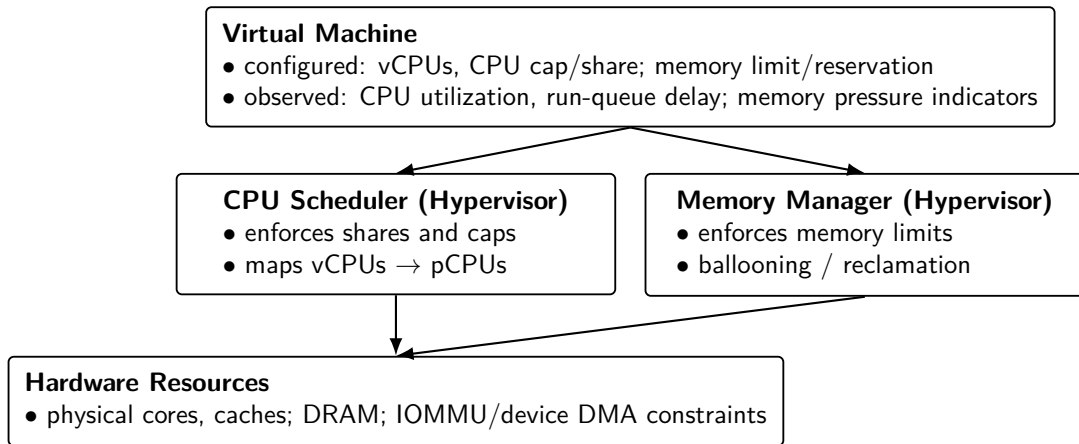 Virtual Machine
• configured: vCPUs, CPU cap/share; memory limit/reservation
• observed: CPU utilization, run-queue delay; memory pressure indicators
CPU Scheduler (Hypervisor)
• enforces shares and caps
• maps vCPUs → pCPUs
Memory Manager (Hypervisor)
• enforces memory limits
• ballooning / reclamation
Hardware Resources
• physical cores, caches; DRAM; IOMMU/device DMA constraints